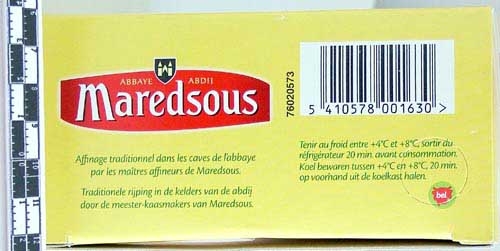 ABBAYE ABDIJ
Maredsous
Affinage traditionnel dans les caves de l'abbaye
par les maîtres affineurs de Maredsous.
Traditionele rijping in de kelders van de abdij
door de meester-kaasmakers van Maredsous.
76020573
5 410578 001630 >
Tenir au froid entre +4°C et +8°C, sortir du
réfrigérateur 20 min. avant consommation.
Koel bewaren tussen +4°C en +8°C, 20 min.
op voorhand uit de koelkast halen.
bel